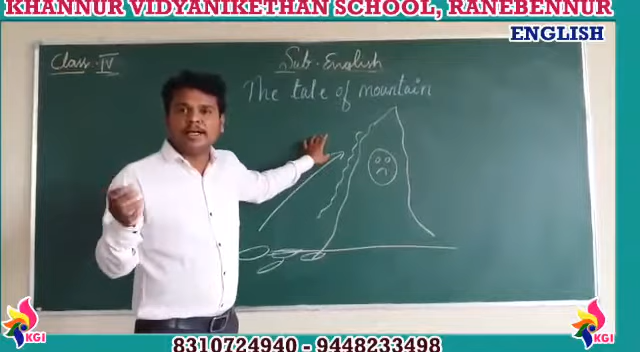 KHANNUR VIDYANIKETHAN SCHOOL, RANEBENNUR
ENGLISH
Class - IV
Sub - English
The tale of mountain
KGI
KGI
8310724940 - 9448233498